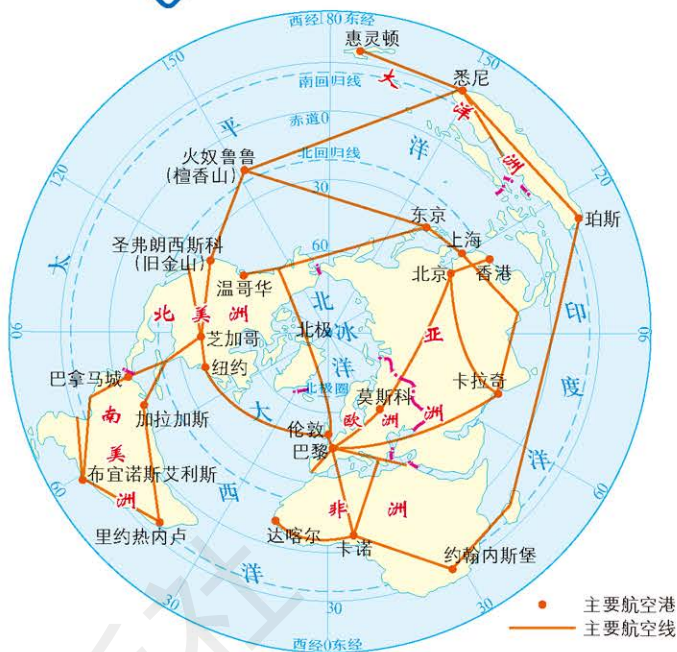 西经180东经
惠灵顿
150
150
悉尼
大
洋
洲
南回归线
平
赤道0
洋
火奴鲁鲁
(檀香山)
北回归线
120
120
30
东京
珀斯
太
圣弗朗西斯科
(旧金山)
60
上海
北京
香港
温哥华
北
冰
洋
印
度
洋
北美洲
北极
亚
洲
90
90
芝加哥
巴拿马城
纽约
北极圈
莫斯科
卡拉奇
加拉加斯
大
西
洋
欧洲
南
美
洲
伦敦
巴黎
布宜诺斯艾利斯
60
60
非洲
里约热内卢
达喀尔
卡诺
约翰内斯堡
30
30
30
西经0东经
主要航空港
主要航空线
社